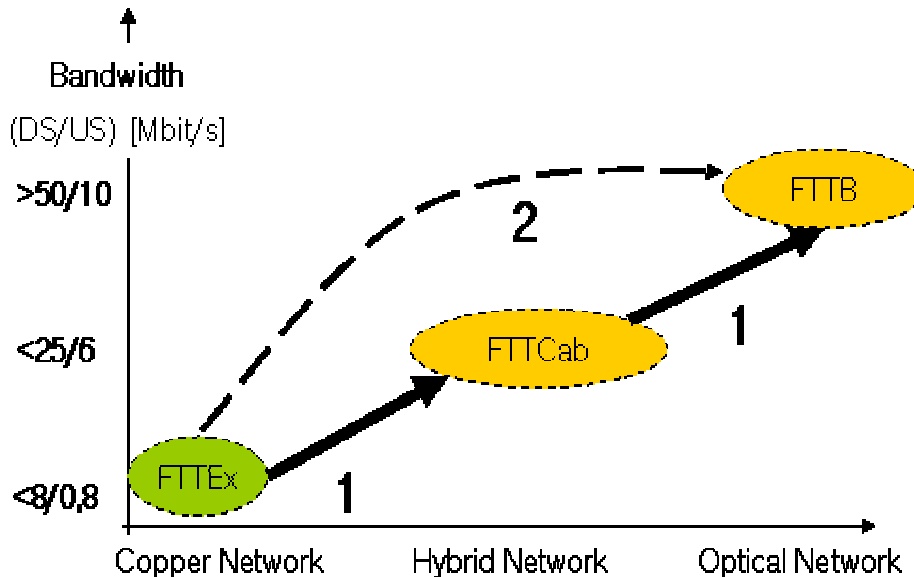 Bandwidth
(DS/US) [Mbit/s]
>50/10
FTTB
2
<25/6
FTTCab
1
FTTEx
<8/0,8
1
Copper Network
Hybrid Network
Optical Network